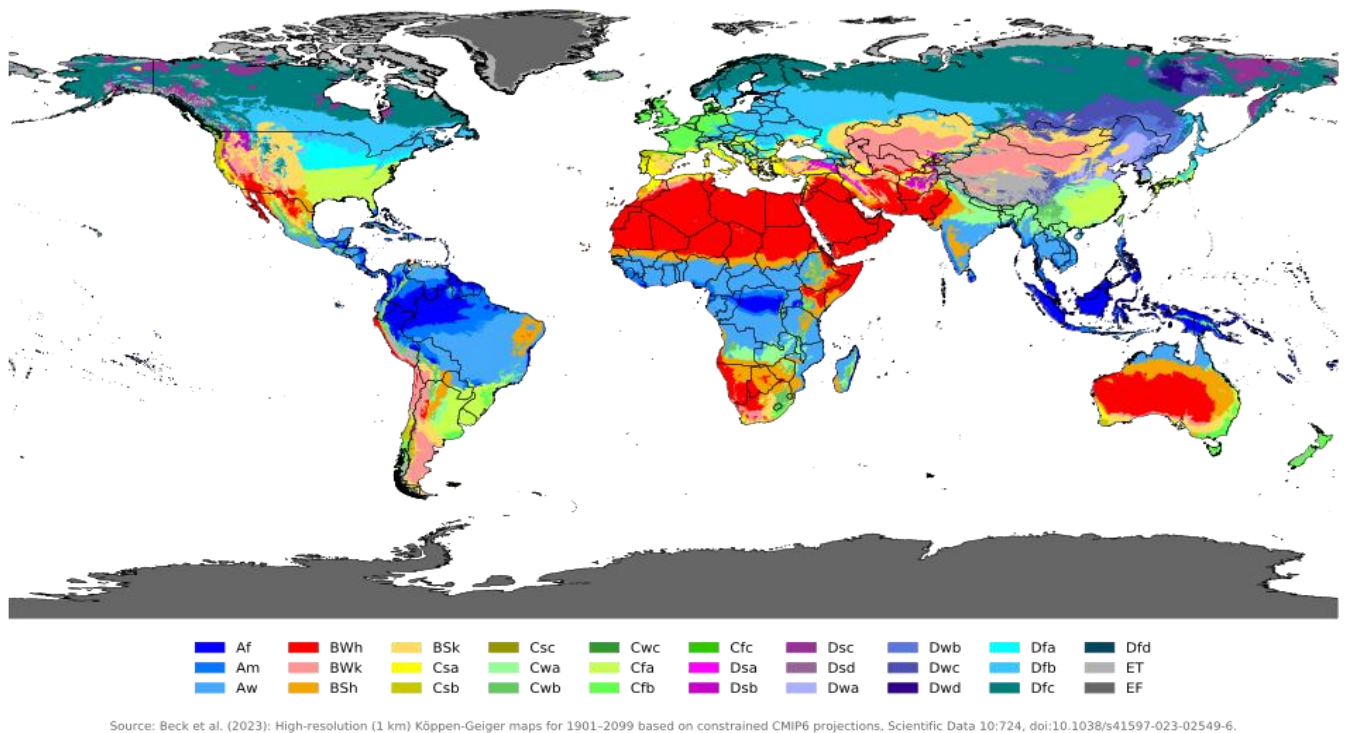 Af BWh BSk Csc Cwc Cfc Dsc Dwb Dfa Dfd
Am BWk Csa Cwa Cfa Dsa Dsd Dwc Dfb ET
Aw BSh Csb Cwb Cfb Dsb Dwa Dwd Dfc EF
Source: Beck et al. (2023): High-resolution (1 km) Köppen-Geiger maps for 1901–2099 based on constrained CMIP6 projections, Scientific Data 10:724, doi:10.1038/s41597-023-02549-6.